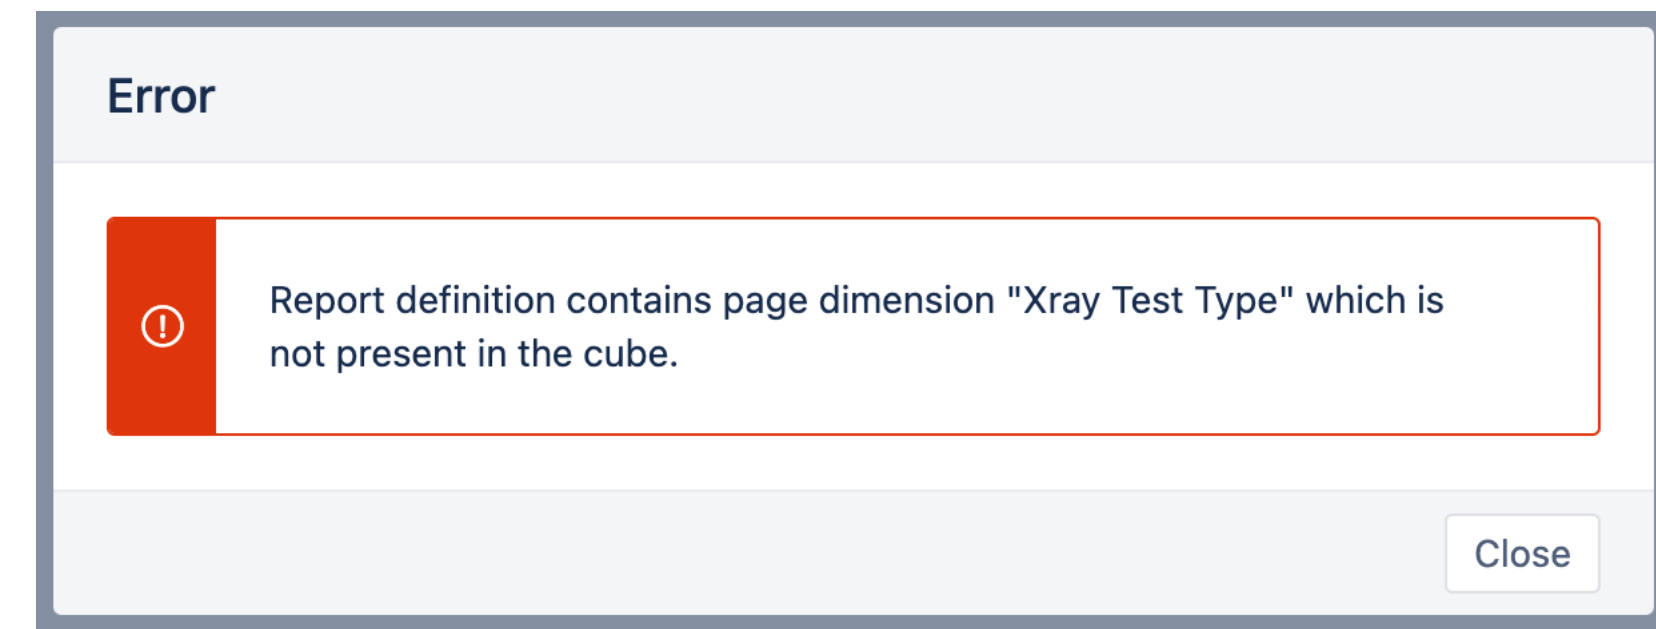 Error
Report definition contains page dimension "Xray Test Type" which is
not present in the cube.
Close